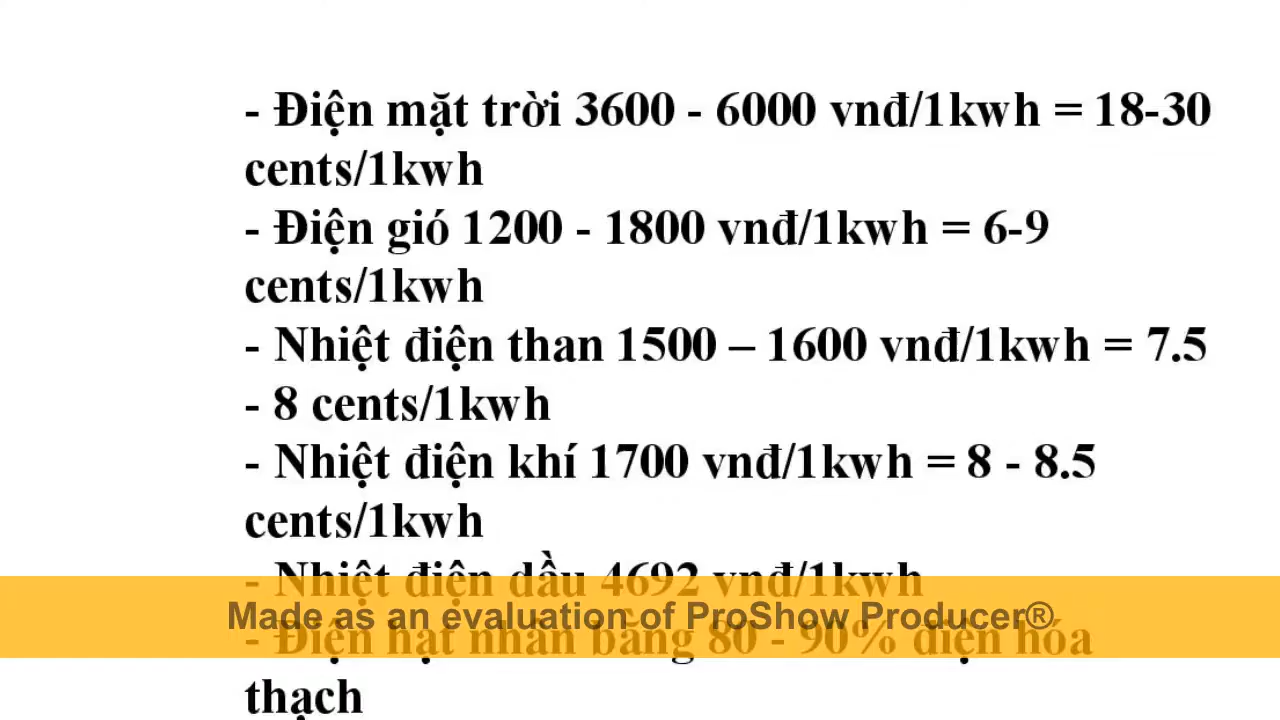 - Điện mặt trời 3600 - 6000 vnđ/1kwh = 18-30
cents/1kwh
- Điện gió 1200 - 1800 vnđ/1kwh = 6-9
cents/1kwh
- Nhiệt điện than 1500 – 1600 vnđ/1kwh = 7.5
- 8 cents/1kwh
- Nhiệt điện khí 1700 vnđ/1kwh = 8 - 8.5
cents/1kwh
- Nhiệt điện dầu 4692 vnđ/1kwh
Made as an evaluation of ProShow Producer®.
- Điện hạt nhân bằng 80 - 90% điện hóa
thạch